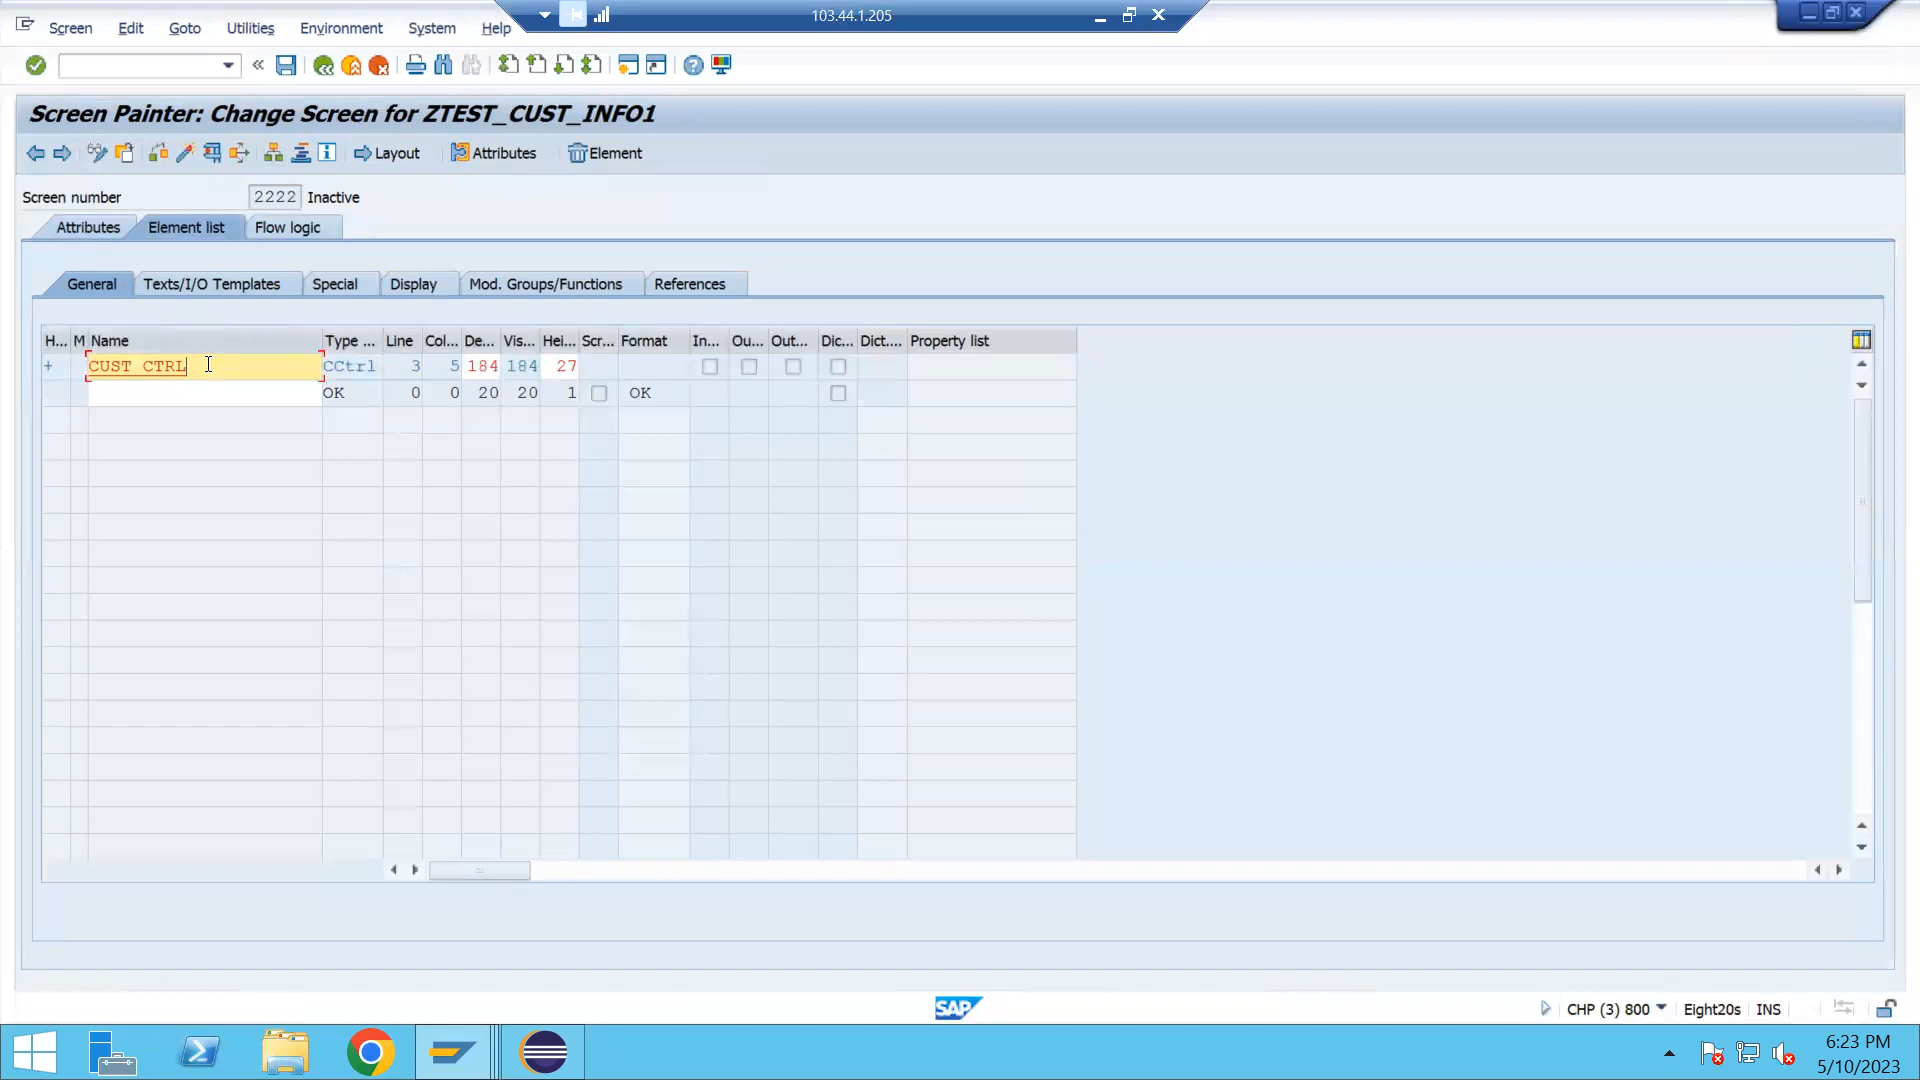 103.44.1.205
Screen Edit Goto Utilities Environment System Help
Screen Painter: Change Screen for ZTEST_CUST_INFO1
Layout Attributes Element
Screen number 2222 Inactive
Attributes Element list Flow logic
General Texts/I/O Templates Special Display Mod. Groups/Functions References
H... M Name Type ... Line Col... De... Vis... Hei... Scr... Format In... Ou... Out... Dic... Dict.... Property list
+ CUST_CTRL CCtrl 3 5 184 184 27
OK 0 0 20 20 1 OK
SAP CHP (3) 800 Eight20s INS
6:23 PM
5/10/2023